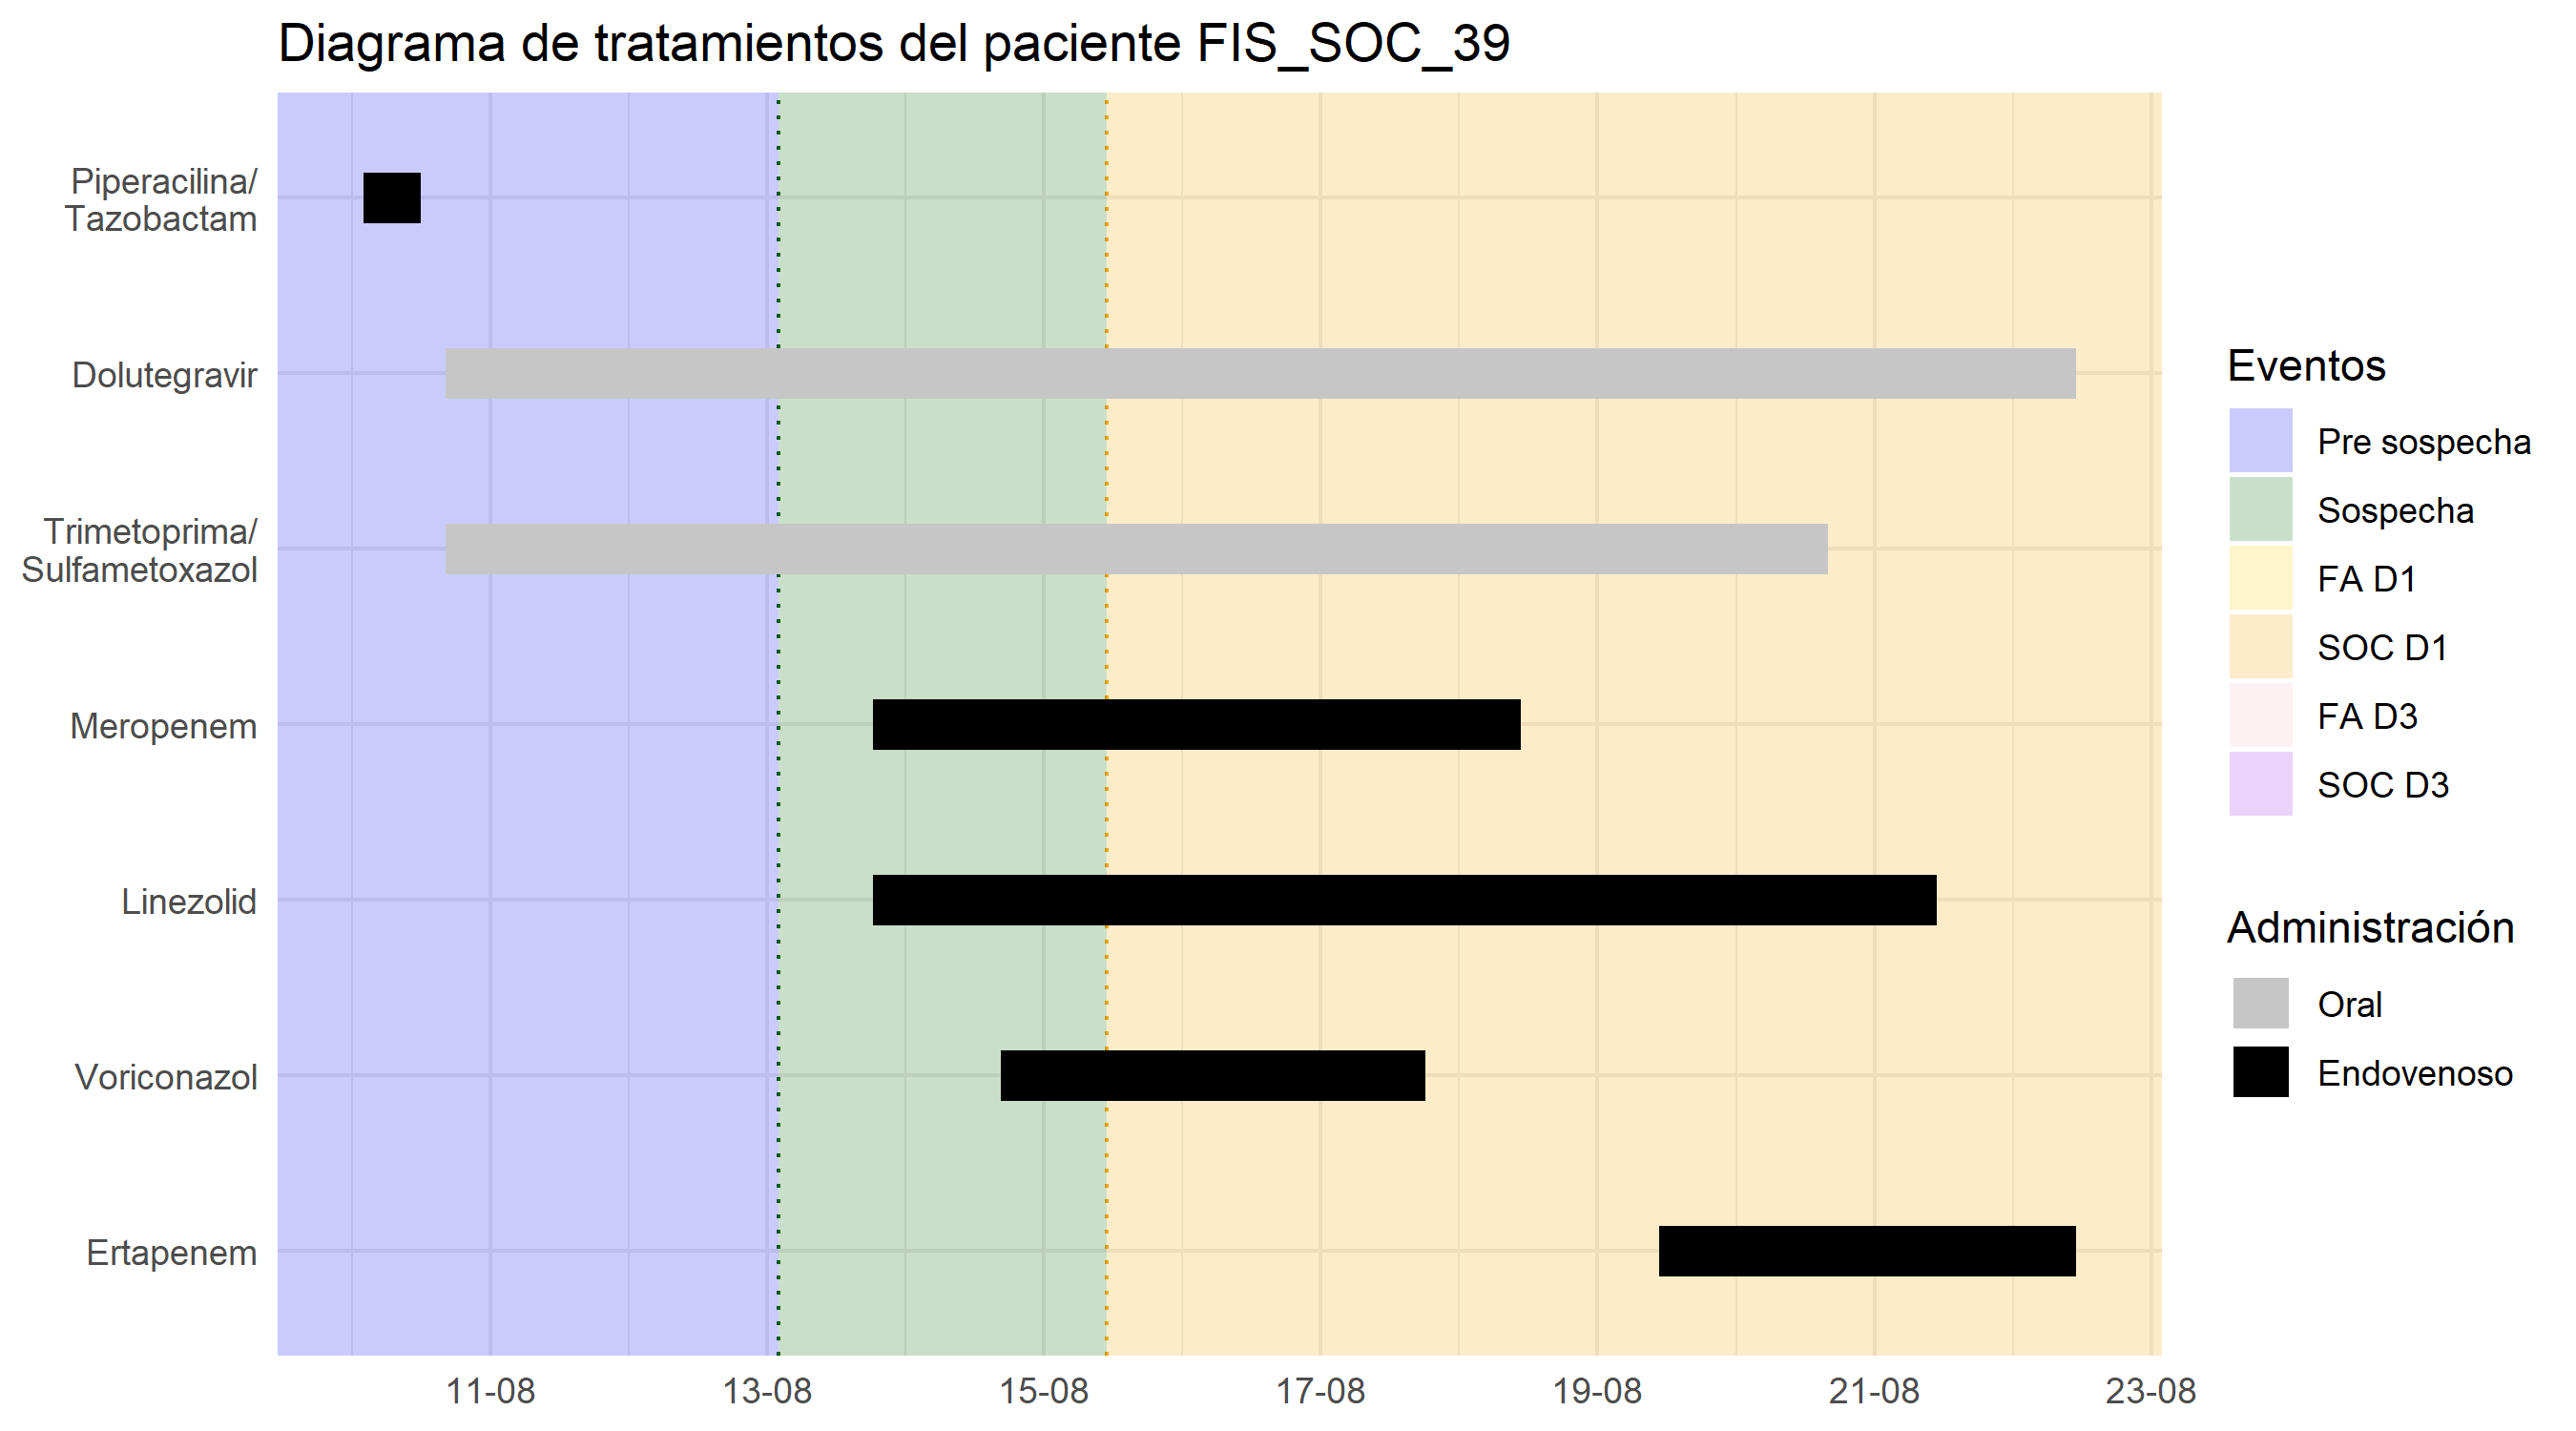 Diagrama de tratamientos del paciente FIS_SOC_39
Piperacilina/
Tazobactam
Dolutegravir
Trimetoprima/
Sulfametoxazol
Meropenem
Linezolid
Voriconazol
Ertapenem
11-08
13-08
15-08
17-08
19-08
21-08
23-08
Eventos
Pre sospecha
Sospecha
FA D1
SOC D1
FA D3
SOC D3
Administración
Oral
Endovenoso